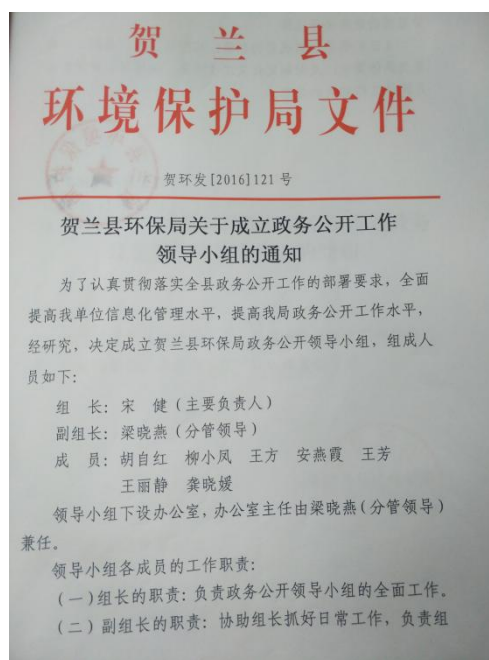 贺兰县
环境保护局文件
贺环发[2016]121号
贺兰县环保局关于成立政务公开工作
领导小组的通知
为了认真贯彻落实全县政务公开工作的部署要求，全面
提高我单位信息化管理水平，提高我局政务公开工作水平，
经研究，决定成立贺兰县环保局政务公开领导小组，组成人
员如下：
组 长：宋 健（主要负责人）
副组长：梁晓燕（分管领导）
成 员：胡自红 柳小凤 王方 安燕霞 王芳
王丽静 龚晓媛
领导小组下设办公室，办公室主任由梁晓燕（分管领导）
兼任。
领导小组各成员的工作职责：
（一）组长的职责：负责政务公开领导小组的全面工作。
（二）副组长的职责：协助组长抓好日常工作，负责组